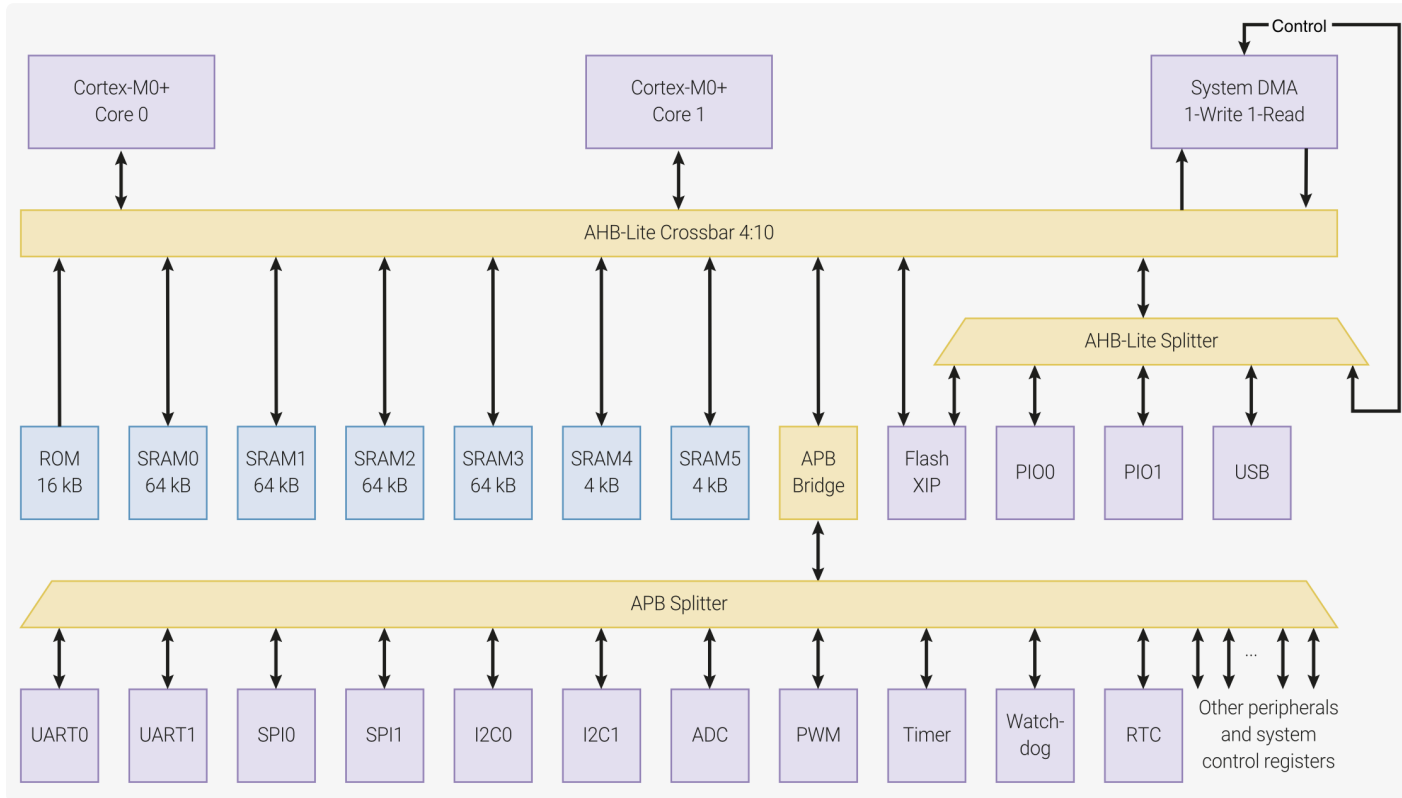 Control
Cortex-M0+
Core 0
Cortex-M0+
Core 1
System DMA
1-Write 1-Read
AHB-Lite Crossbar 4:10
AHB-Lite Splitter
ROM
16 kB
SRAM0
64 kB
SRAM1
64 kB
SRAM2
64 kB
SRAM3
64 kB
SRAM4
4 kB
SRAM5
4 kB
APB
Bridge
Flash
XIP
PIO0
PIO1
USB
APB Splitter
...
UART0
UART1
SPI0
SPI1
I2C0
I2C1
ADC
PWM
Timer
Watch-
dog
RTC
Other peripherals
and system
control registers